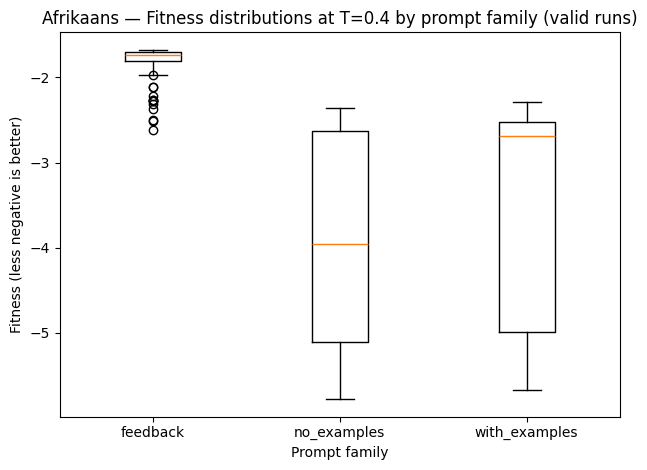 Afrikaans — Fitness distributions at T=0.4 by prompt family (valid runs)
Fitness (less negative is better)
−2
−3
−4
−5
feedback
no_examples
with_examples
Prompt family